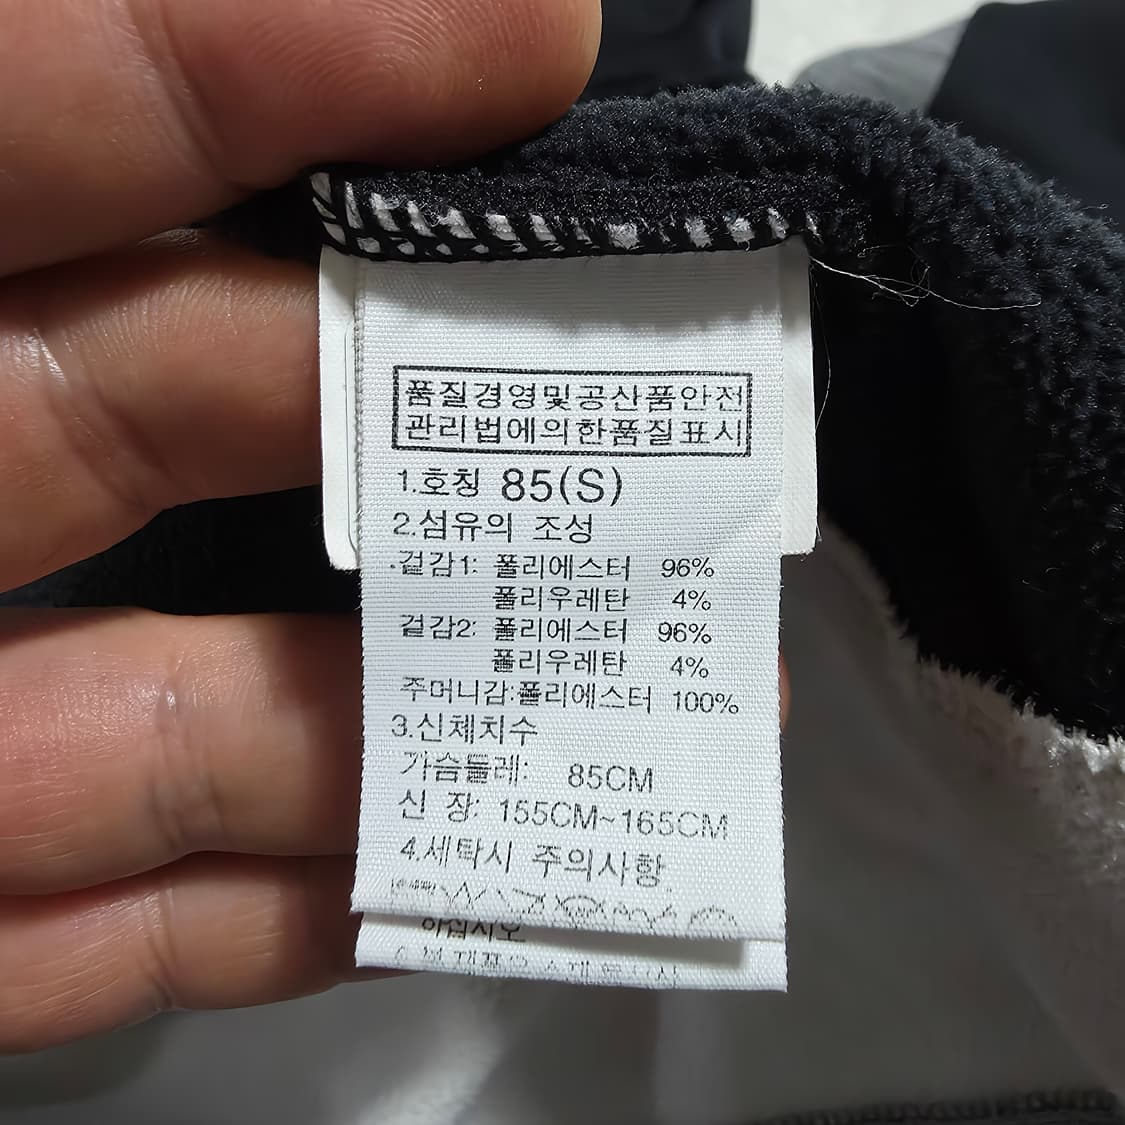 품질경영및공산품안전
관리법에의한품질표시
1.호칭 85(S)
2.섬유의 조성
·겉감1: 폴리에스터 96%
폴리우레탄 4%
겉감2: 폴리에스터 96%
폴리우레탄 4%
주머니감:폴리에스터 100%
3.신체치수
가슴둘레: 85CM
신 장: 155CM~165CM
4.세탁시 주의사항
하십시오